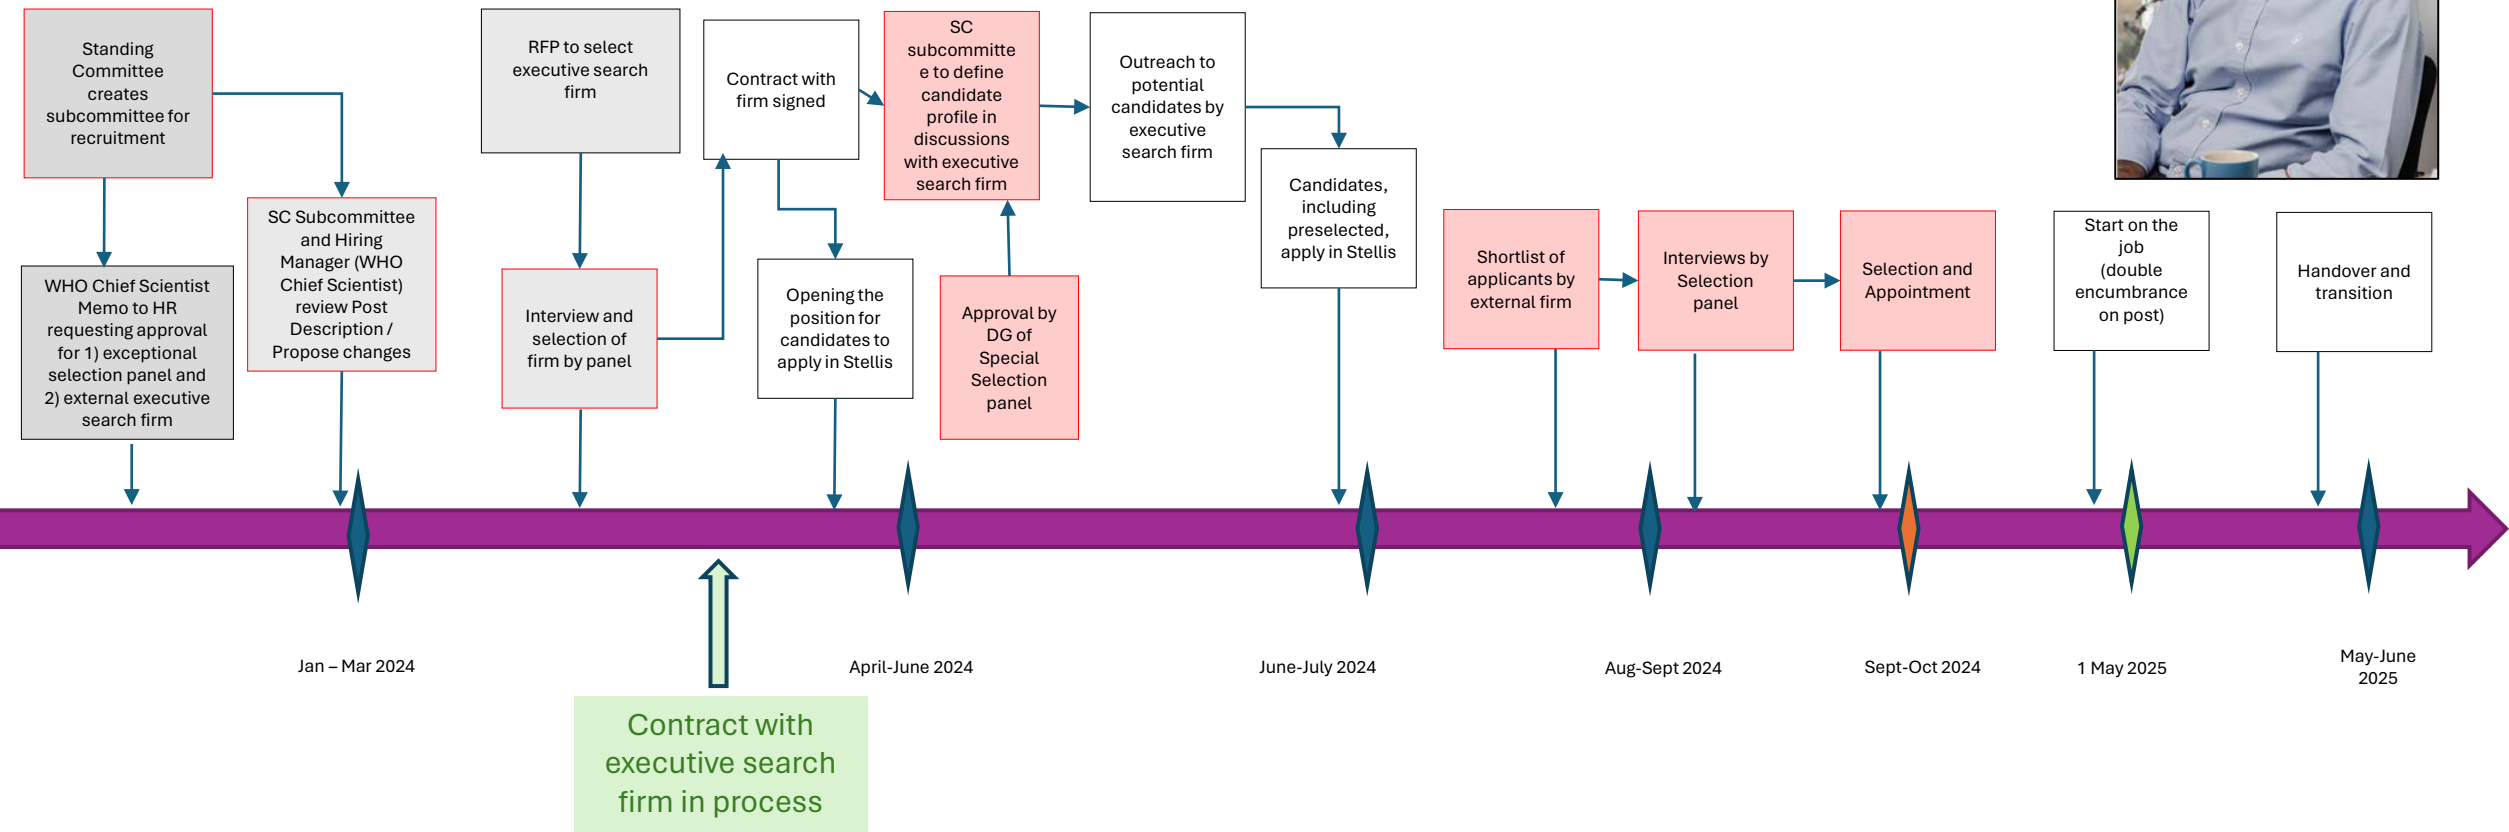 Standing
Committee
creates
subcommittee for
recruitment
WHO Chief Scientist
Memo to HR
requesting approval
for 1) exceptional
selection panel and
2) external executive
search firm
SC Subcommittee
and Hiring
Manager (WHO
Chief Scientist)
review Post
Description /
Propose changes
RFP to select
executive search
firm
Interview and
selection of
firm by panel
Contract with
firm signed
Opening the
position for
candidates to
apply in Stellis
SC
subcommitte
e to define
candidate
profile in
discussions
with executive
search firm
Approval by
DG of
Special
Selection
panel
Outreach to
potential
candidates by
executive
search firm
Candidates,
including
preselected,
apply in Stellis
Shortlist of
applicants by
external firm
Interviews by
Selection
panel
Selection and
Appointment
Start on the
job
(double
encumbrance
on post)
Handover and
transition
Jan – Mar 2024
April-June 2024
June-July 2024
Aug-Sept 2024
Sept-Oct 2024
1 May 2025
May-June
2025
Contract with
executive search
firm in process